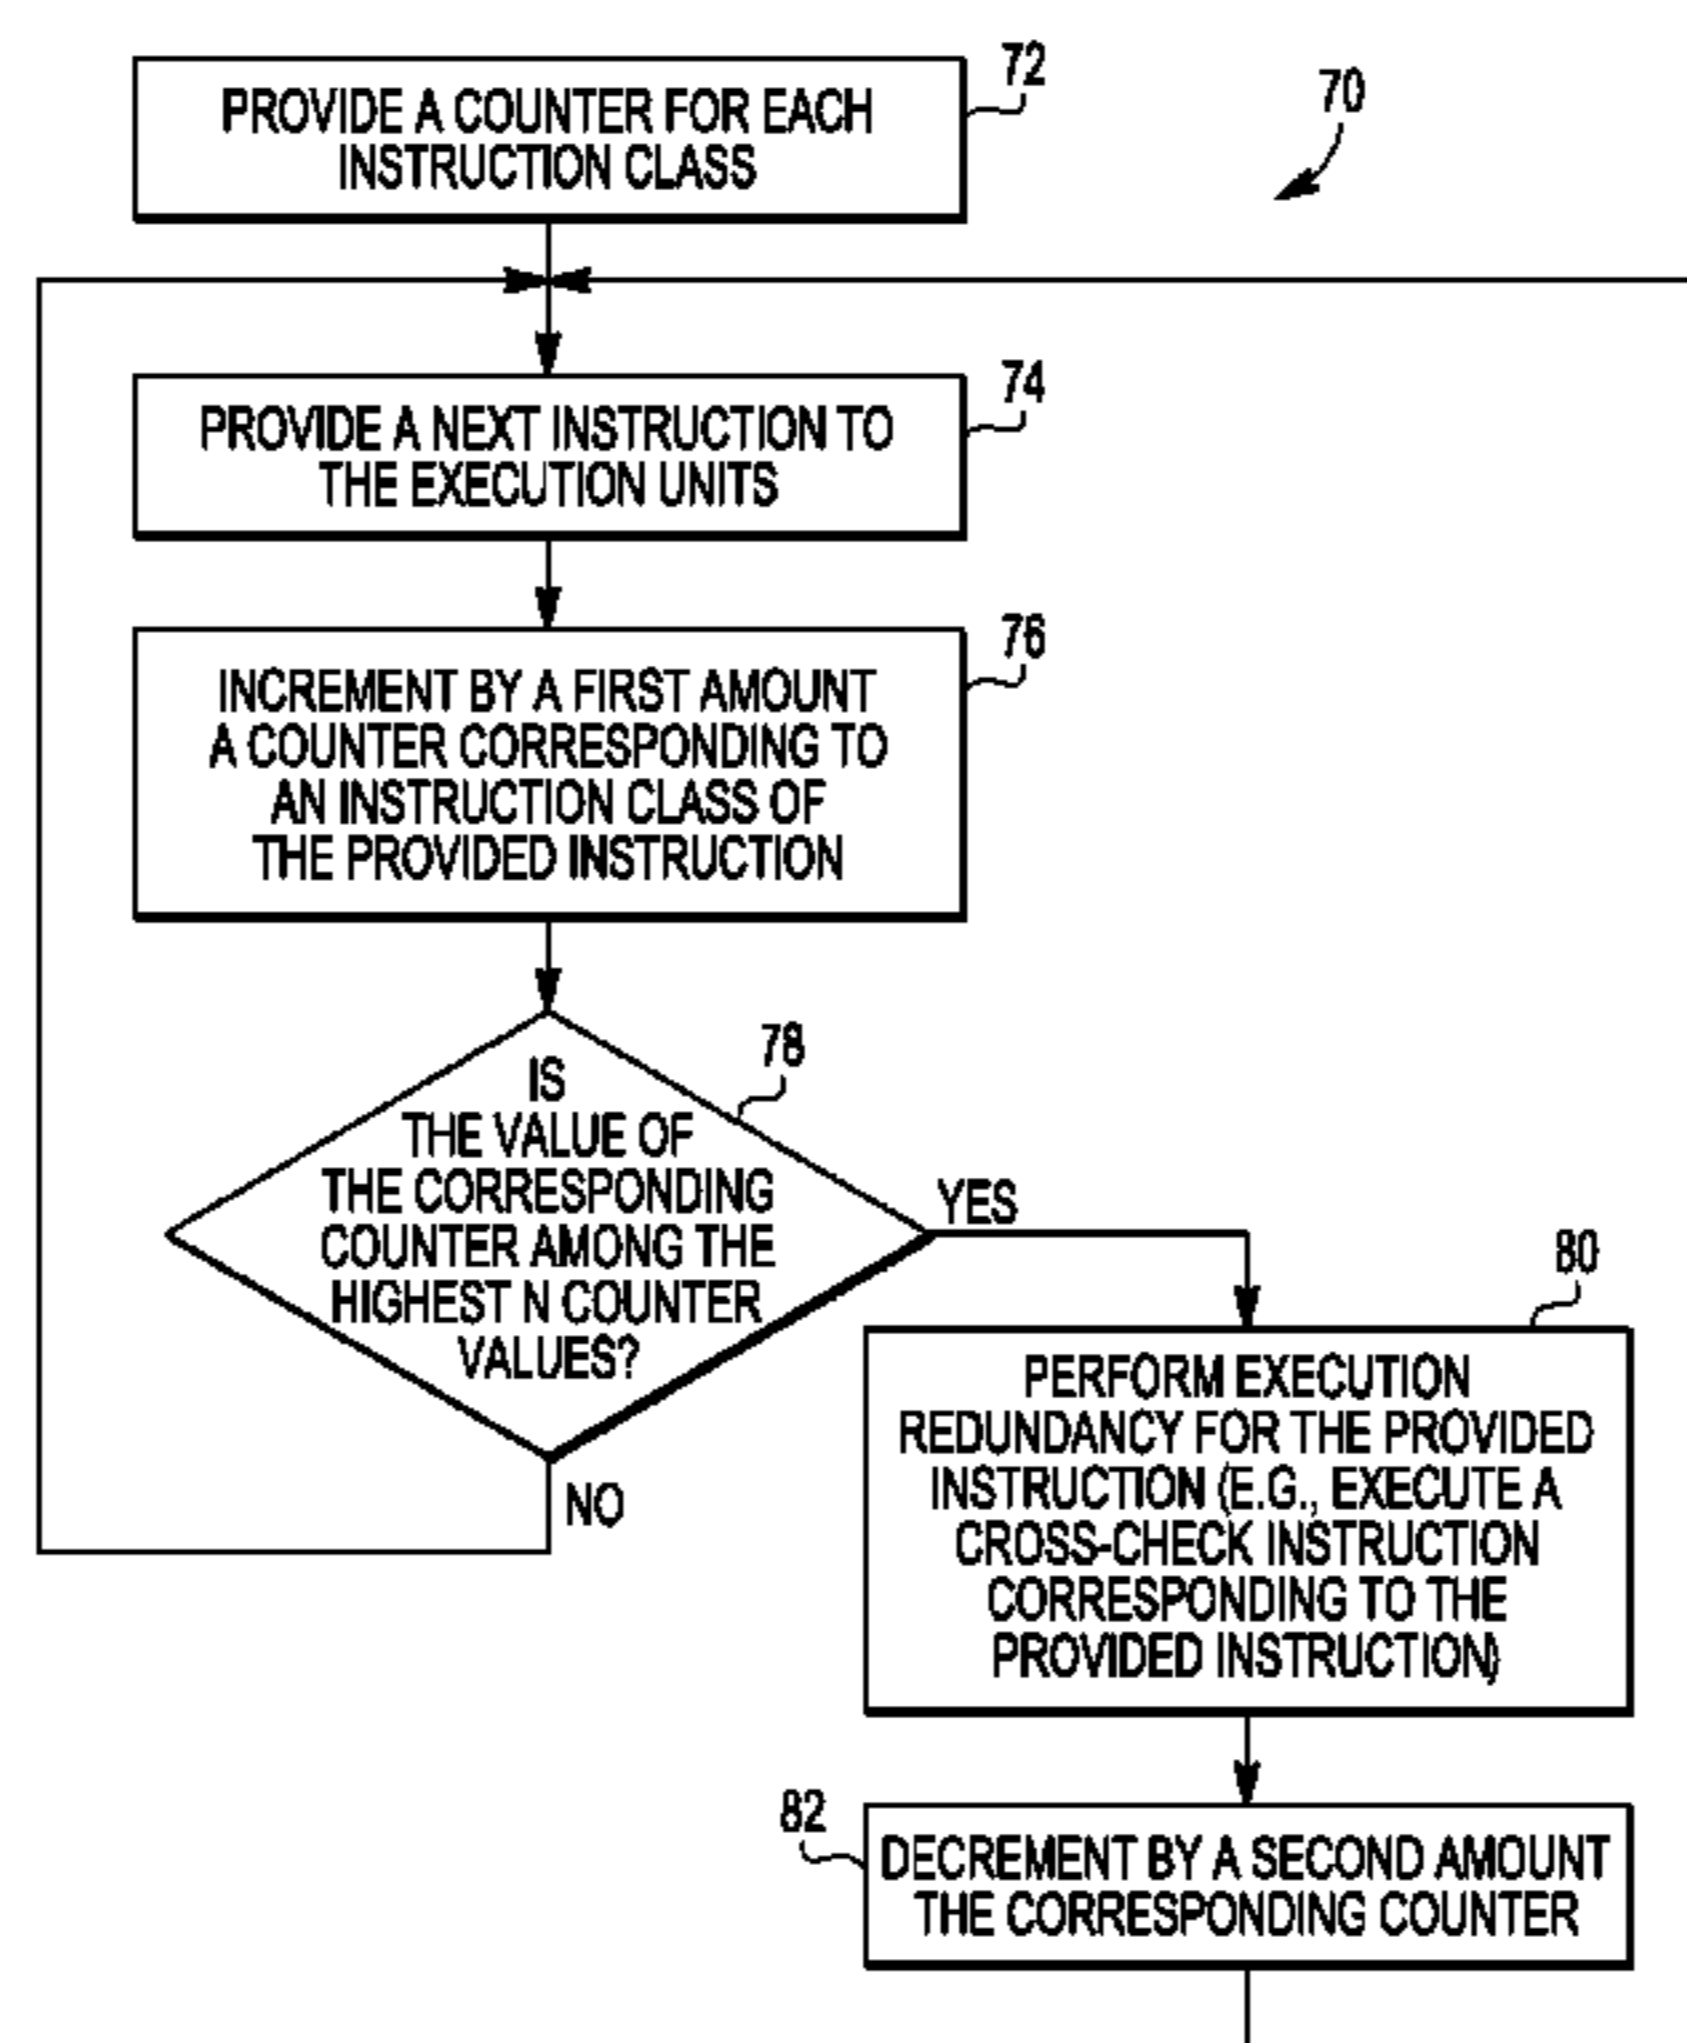 72
PROVIDE A COUNTER FOR EACH
INSTRUCTION CLASS
70
74
PROVIDE A NEXT INSTRUCTION TO
THE EXECUTION UNITS
76
INCREMENT BY A FIRST AMOUNT
A COUNTER CORRESPONDING TO
AN INSTRUCTION CLASS OF
THE PROVIDED INSTRUCTION
78
IS
THE VALUE OF
THE CORRESPONDING
COUNTER AMONG THE
HIGHEST N COUNTER
VALUES?
YES
NO
80
PERFORM EXECUTION
REDUNDANCY FOR THE PROVIDED
INSTRUCTION (E.G., EXECUTE A
CROSS-CHECK INSTRUCTION
CORRESPONDING TO THE
PROVIDED INSTRUCTION)
82
DECREMENT BY A SECOND AMOUNT
THE CORRESPONDING COUNTER